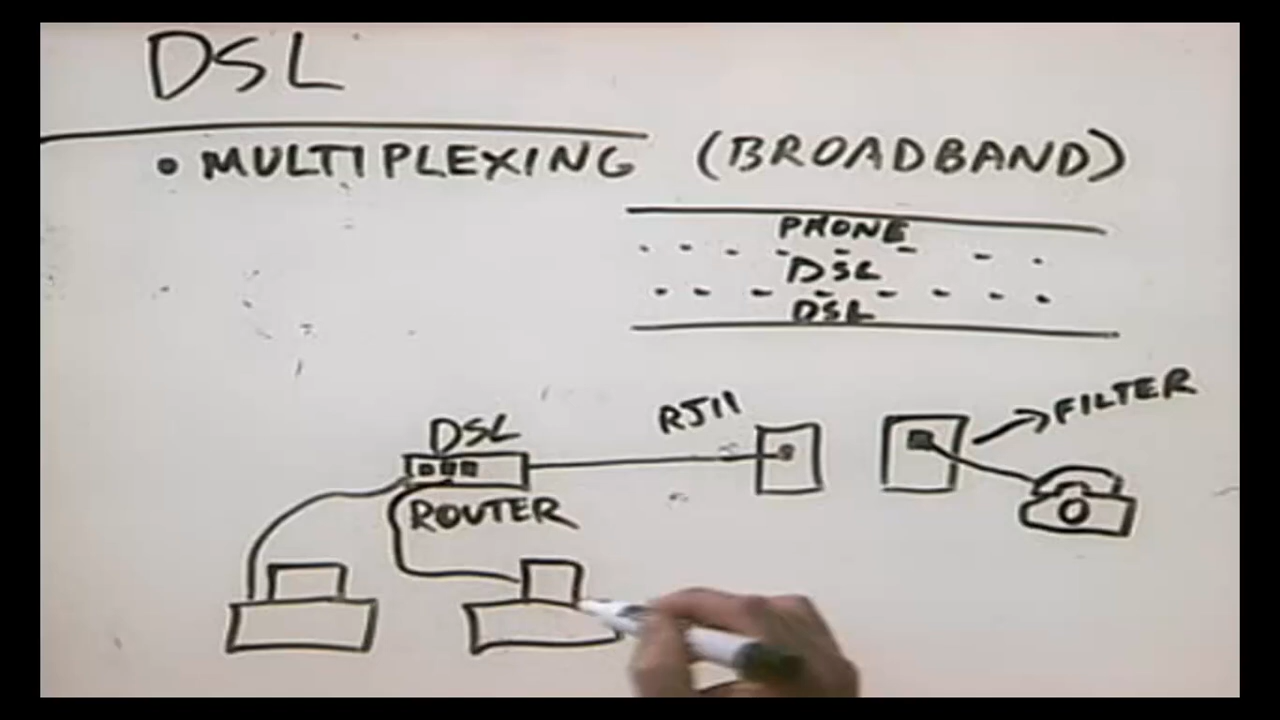 DSL
• MULTIPLEXING (BROADBAND)
PHONE
DSL
DSL
RJ11
FILTER
DSL
ROUTER